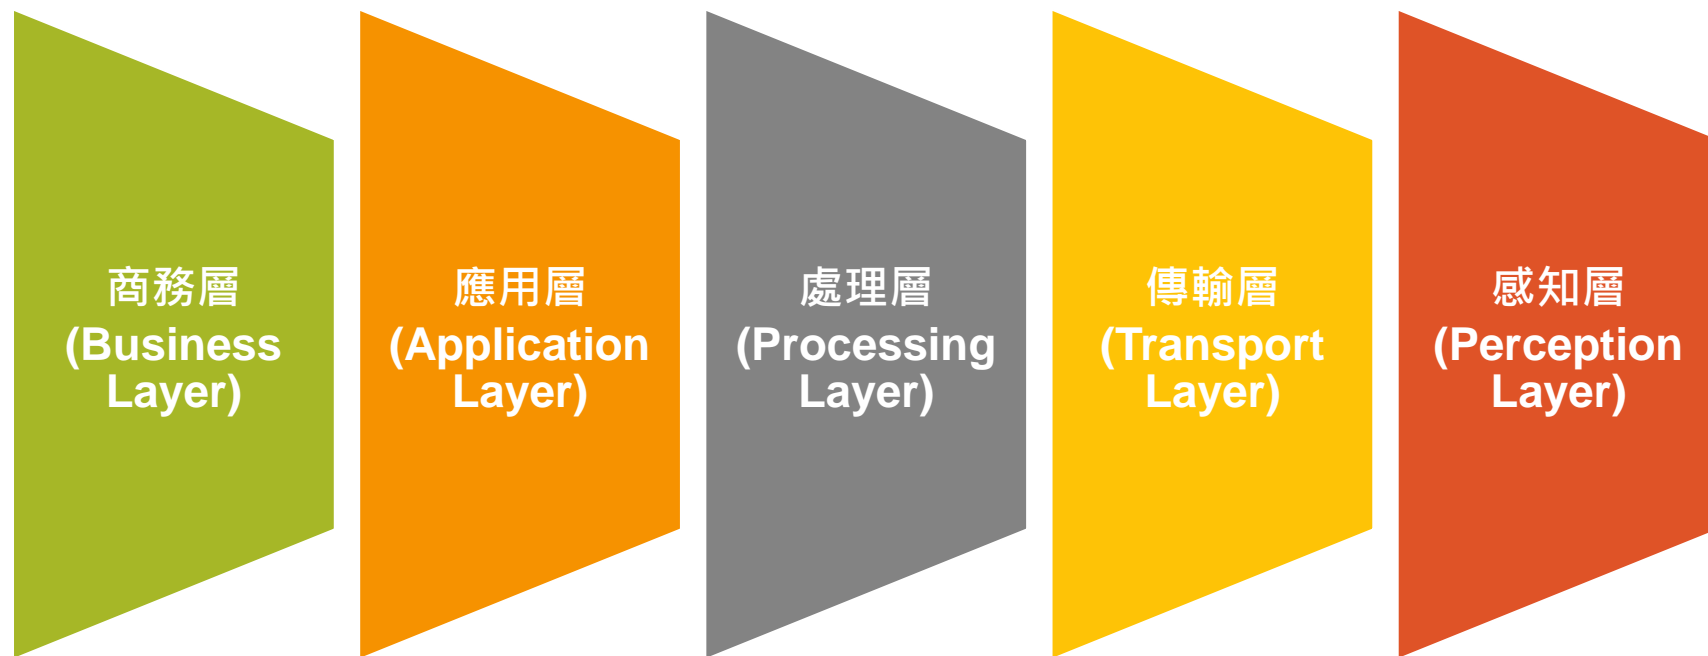 商務層
(Business
Layer)
應用層
(Application
Layer)
處理層
(Processing
Layer)
傳輸層
(Transport
Layer)
感知層
(Perception
Layer)